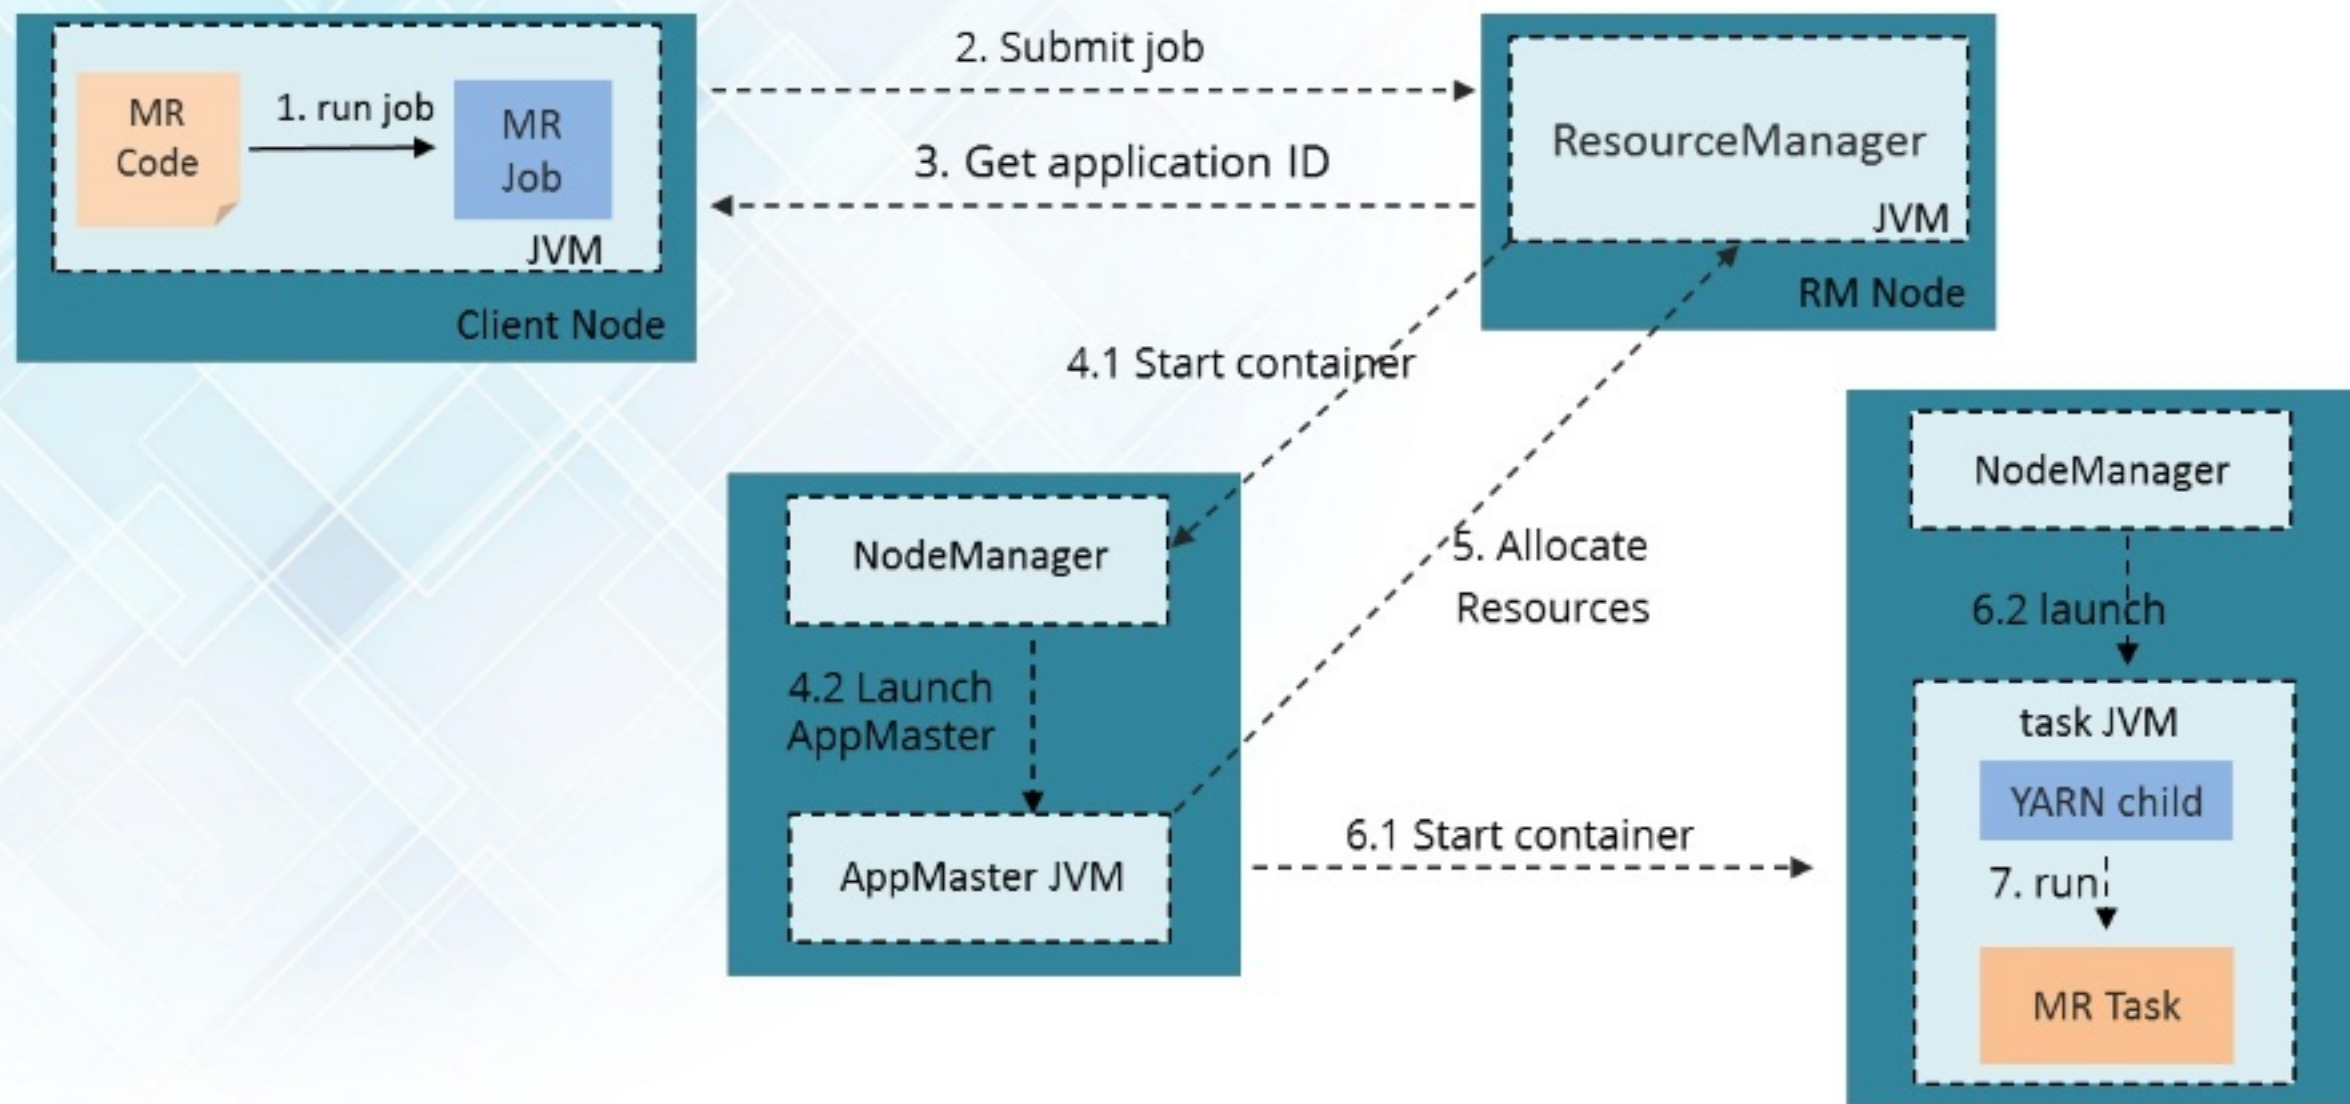 MR
Code
1. run job
MR
Job
JVM
Client Node
2. Submit job
3. Get application ID
ResourceManager
JVM
RM Node
4.1 Start container
NodeManager
4.2 Launch
AppMaster
AppMaster JVM
5. Allocate
Resources
6.1 Start container
NodeManager
6.2 launch
task JVM
YARN child
7. run
MR Task